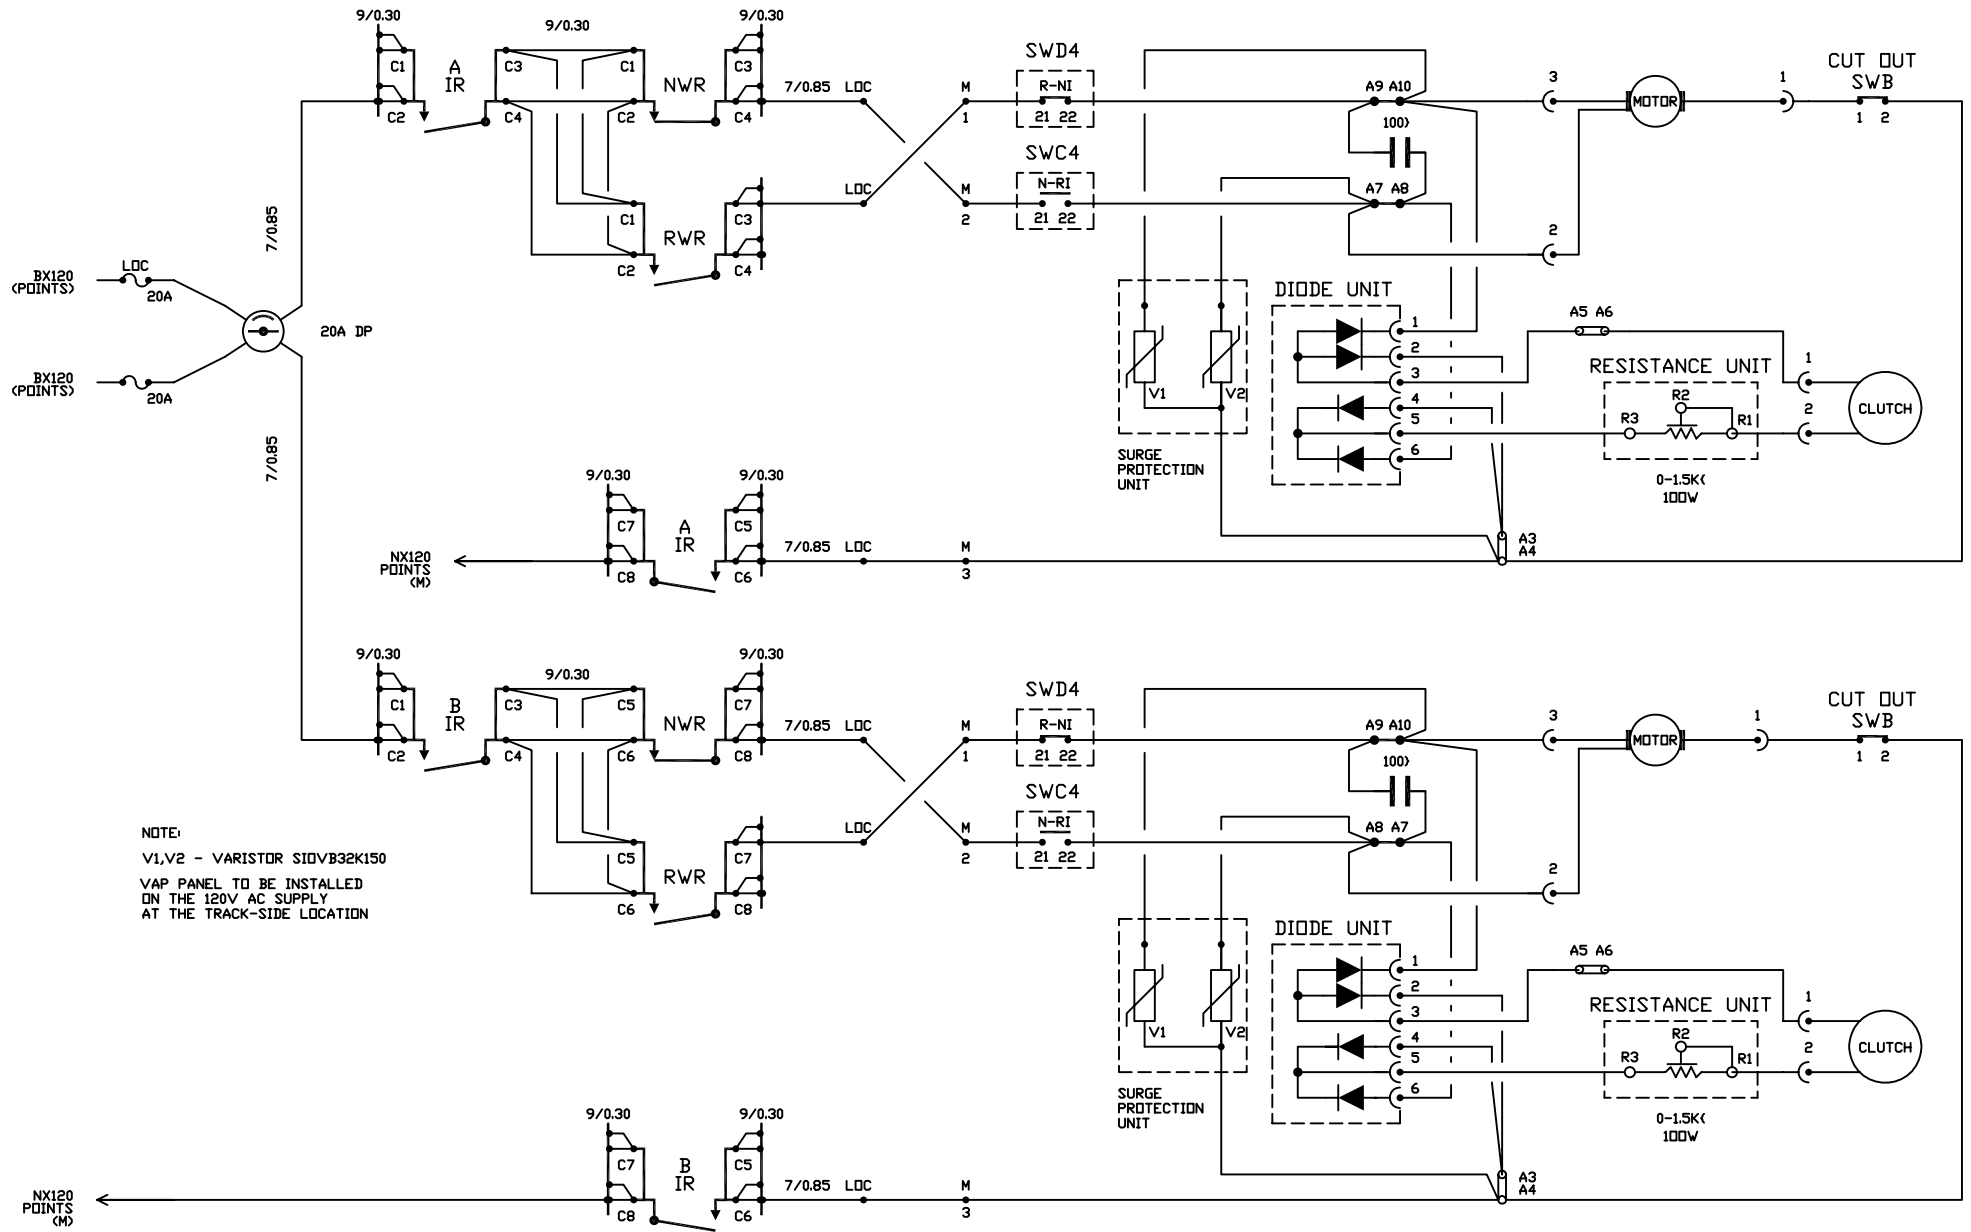 9/0.30 9/0.30 9/0.30
C1 A IR C3 C1 NWR C3
C2 C4 C2 C4
7/0.85 LOC M 1
SWD4
R-NI
21 22
A9 A10
100}
3 MOTOR 1
CUT OUT
SWB
1 2
C1 RWR C3
C2 C4
LOC M 2
SWC4
N-RI
21 22
A7 A8
2
7/0.85
BX120
(POINTS)
LOC
20A
20A DP
BX120
(POINTS)
20A
7/0.85
V1 V2
SURGE
PROTECTION
UNIT
DIODE UNIT
1
2
3
4
5
6
A5 A6
RESISTANCE UNIT
R2
R3 R1
0-1.5K{
100W
1
2
CLUTCH
9/0.30 9/0.30
C7 A IR C5
C8 C6
NX120
POINTS
(M)
7/0.85 LOC M
3
A3
A4
9/0.30 9/0.30 9/0.30
C1 B IR C3 C5 NWR C7
C2 C4 C6 C8
7/0.85 LOC M 1
SWD4
R-NI
21 22
A9 A10
100}
3 MOTOR 1
CUT OUT
SWB
1 2
C5 RWR C7
C6 C8
LOC M 2
SWC4
N-RI
21 22
A8 A7
2
NOTE:
V1,V2 - VARISTOR SIOVB32K150
VAP PANEL TO BE INSTALLED
ON THE 120V AC SUPPLY
AT THE TRACK-SIDE LOCATION
V1 V2
SURGE
PROTECTION
UNIT
DIODE UNIT
1
2
3
4
5
6
A5 A6
RESISTANCE UNIT
R2
R3 R1
0-1.5K{
100W
1
2
CLUTCH
9/0.30 9/0.30
C7 B IR C5
C8 C6
NX120
POINTS
(M)
7/0.85 LOC M
3
A3
A4